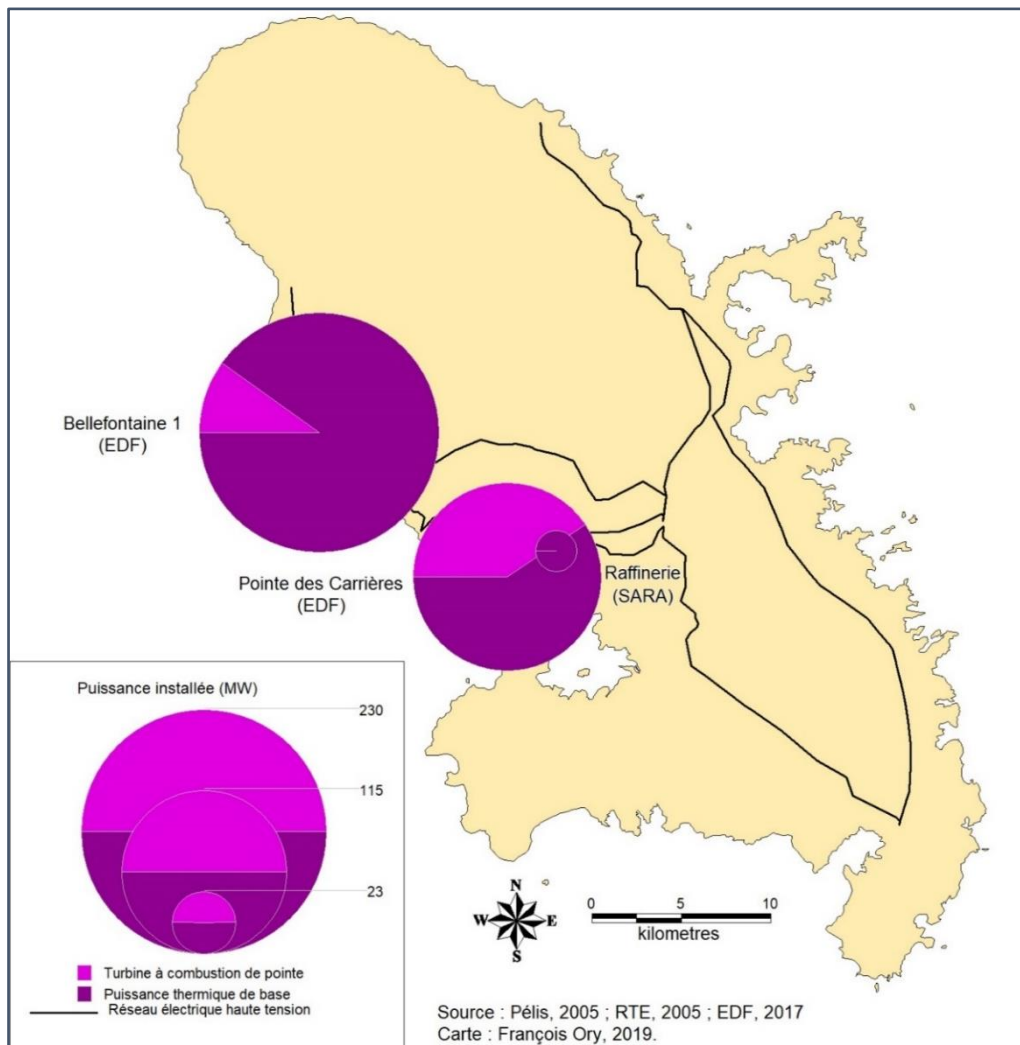 Bellefontaine 1
(EDF)
Pointe des Carrières
(EDF)
Raffinerie
(SARA)
Puissance installée (MW)
230
115
23
Turbine à combustion de pointe
Puissance thermique de base
Réseau électrique haute tension
N
W E
S
0 5 10
kilometres
Source : Pélis, 2005 ; RTE, 2005 ; EDF, 2017
Carte : François Ory, 2019.